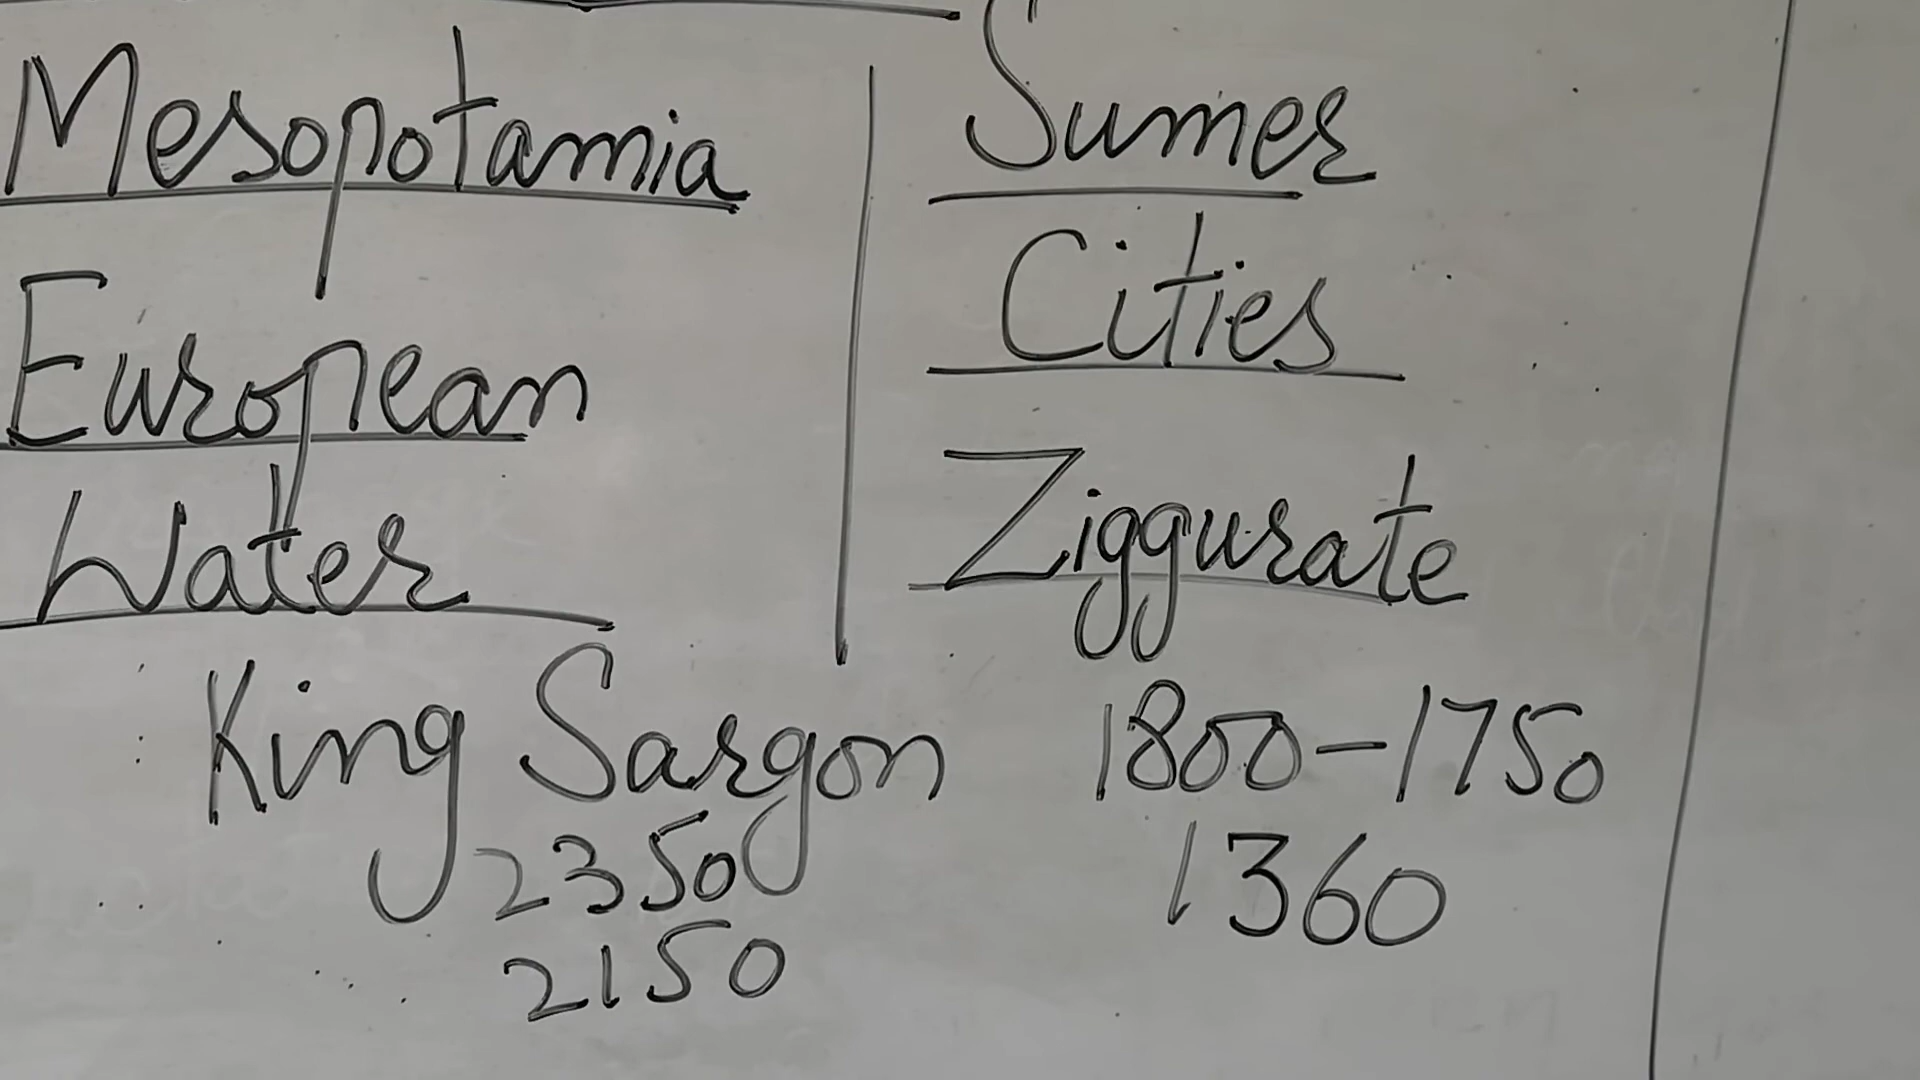 Mesopotamia
European
Water
Sumer
Cities
Ziggurate
King Sargon
2350
2150
1800-1750
1360